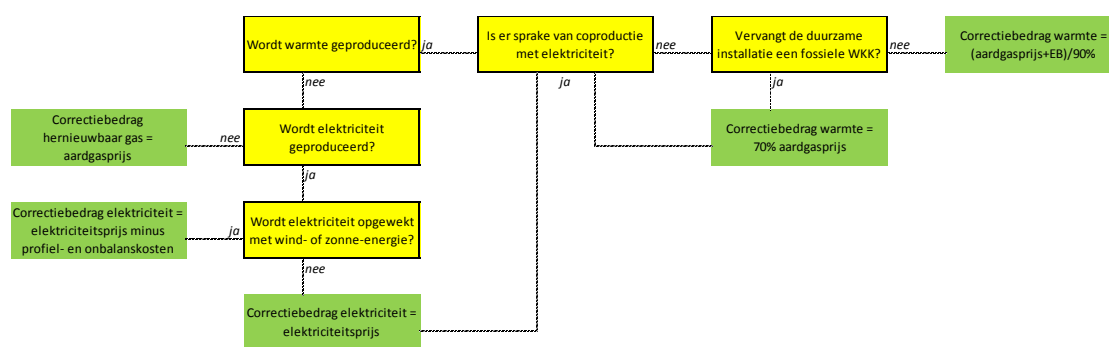 Wordt warmte geproduceerd?
ja
Is er sprake van coproductie
met elektriciteit?
nee
Vervangt de duurzame
installatie een fossiele WKK?
nee
Correctiebedrag warmte =
(aardgasprijs+EB)/90%
nee
ja
ja
Correctiebedrag
hernieuwbaar gas =
aardgasprijs
nee
Wordt elektriciteit
geproduceerd?
Correctiebedrag warmte =
70% aardgasprijs
ja
Correctiebedrag elektriciteit =
elektriciteitsprijs minus
profiel- en onbalanskosten
ja
Wordt elektriciteit opgewekt
met wind- of zonne-energie?
nee
Correctiebedrag elektriciteit =
elektriciteitsprijs